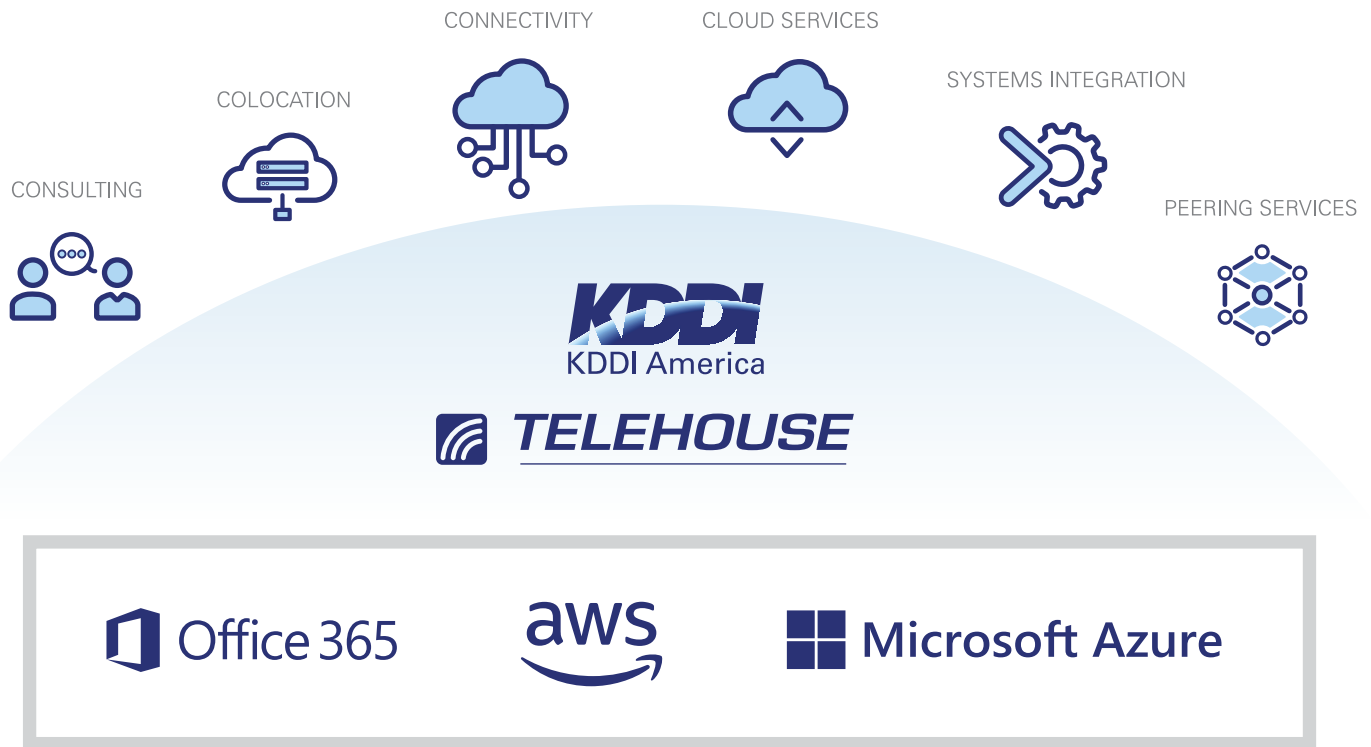 CONNECTIVITY
CLOUD SERVICES
SYSTEMS INTEGRATION
COLOCATION
CONSULTING
PEERING SERVICES
KDDI
KDDI America
TELEHOUSE
Office 365
aws
Microsoft Azure